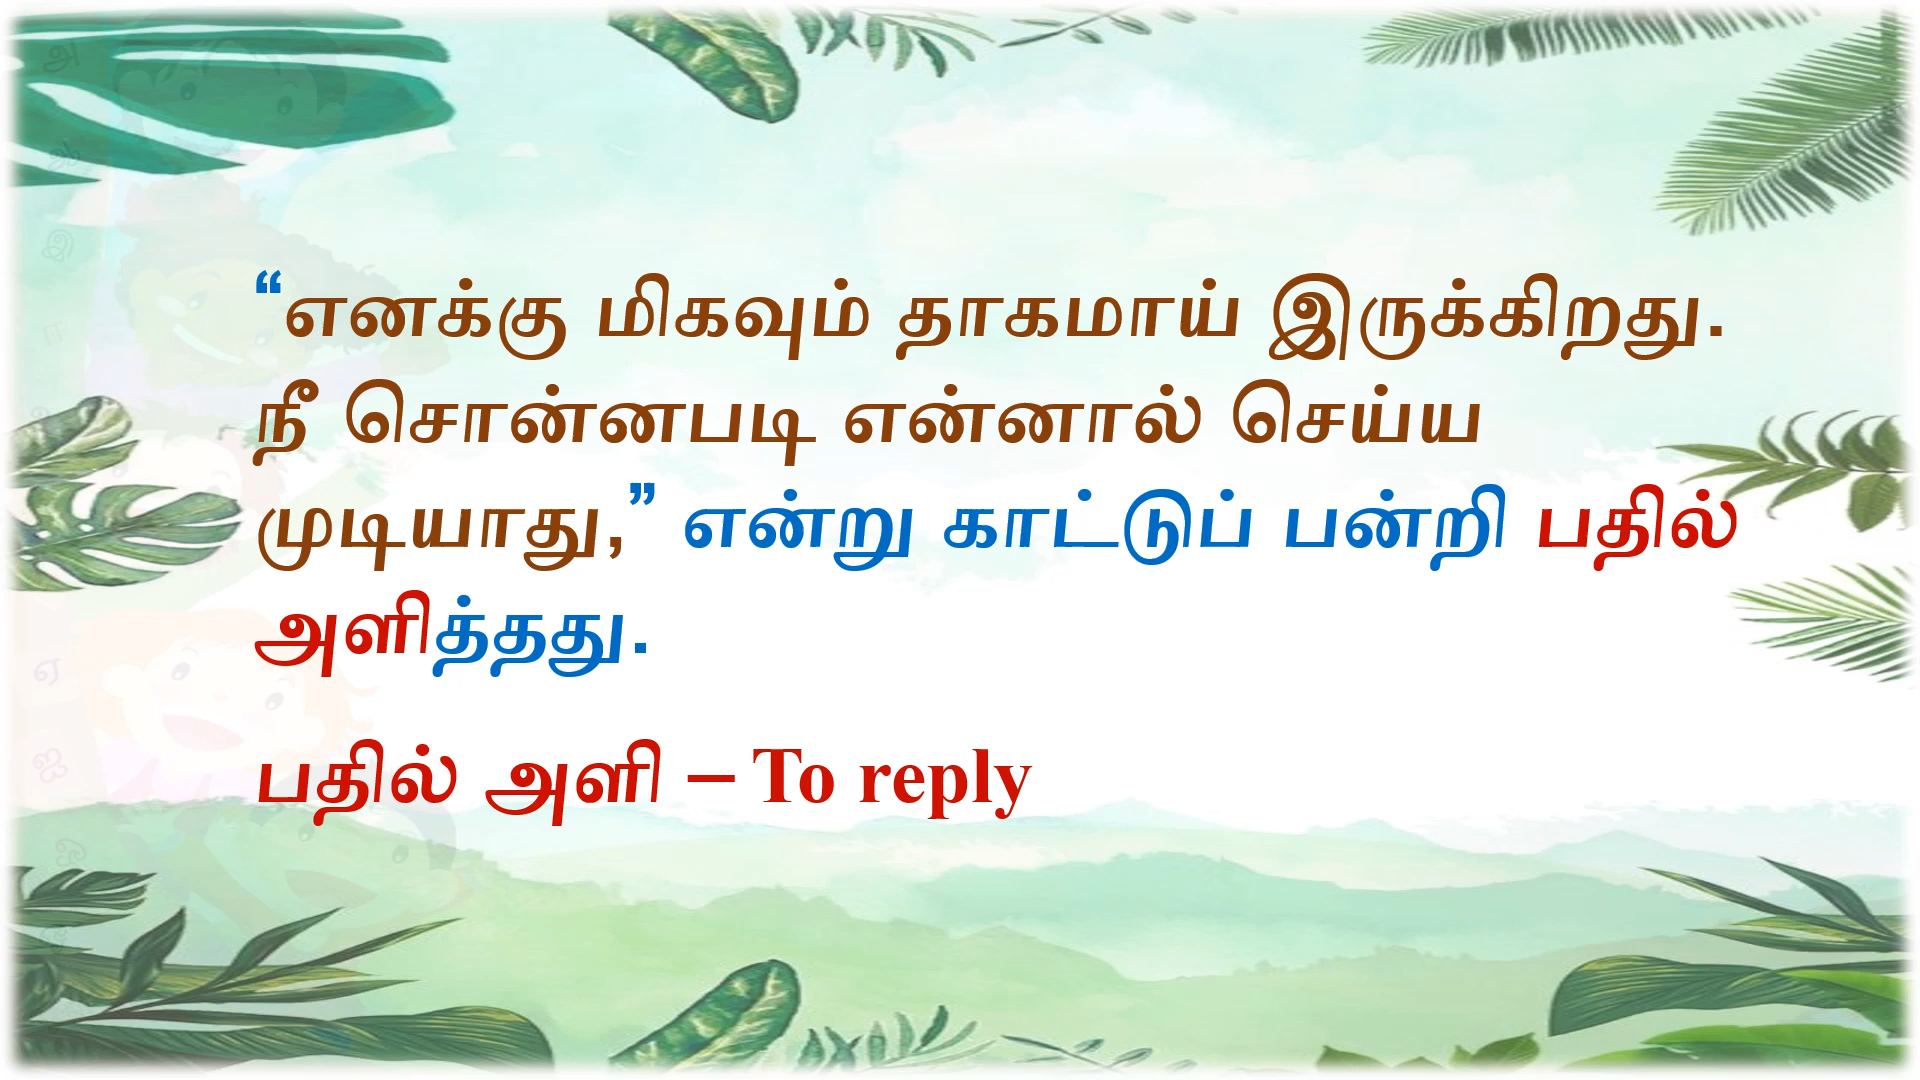 “எனக்கு மிகவும் தாகமாய் இருக்கிறது.
நீ சொன்னபடி என்னால் செய்ய
முடியாது,” என்று காட்டுப் பன்றி பதில்
அளித்தது.
பதில் அளி – To reply